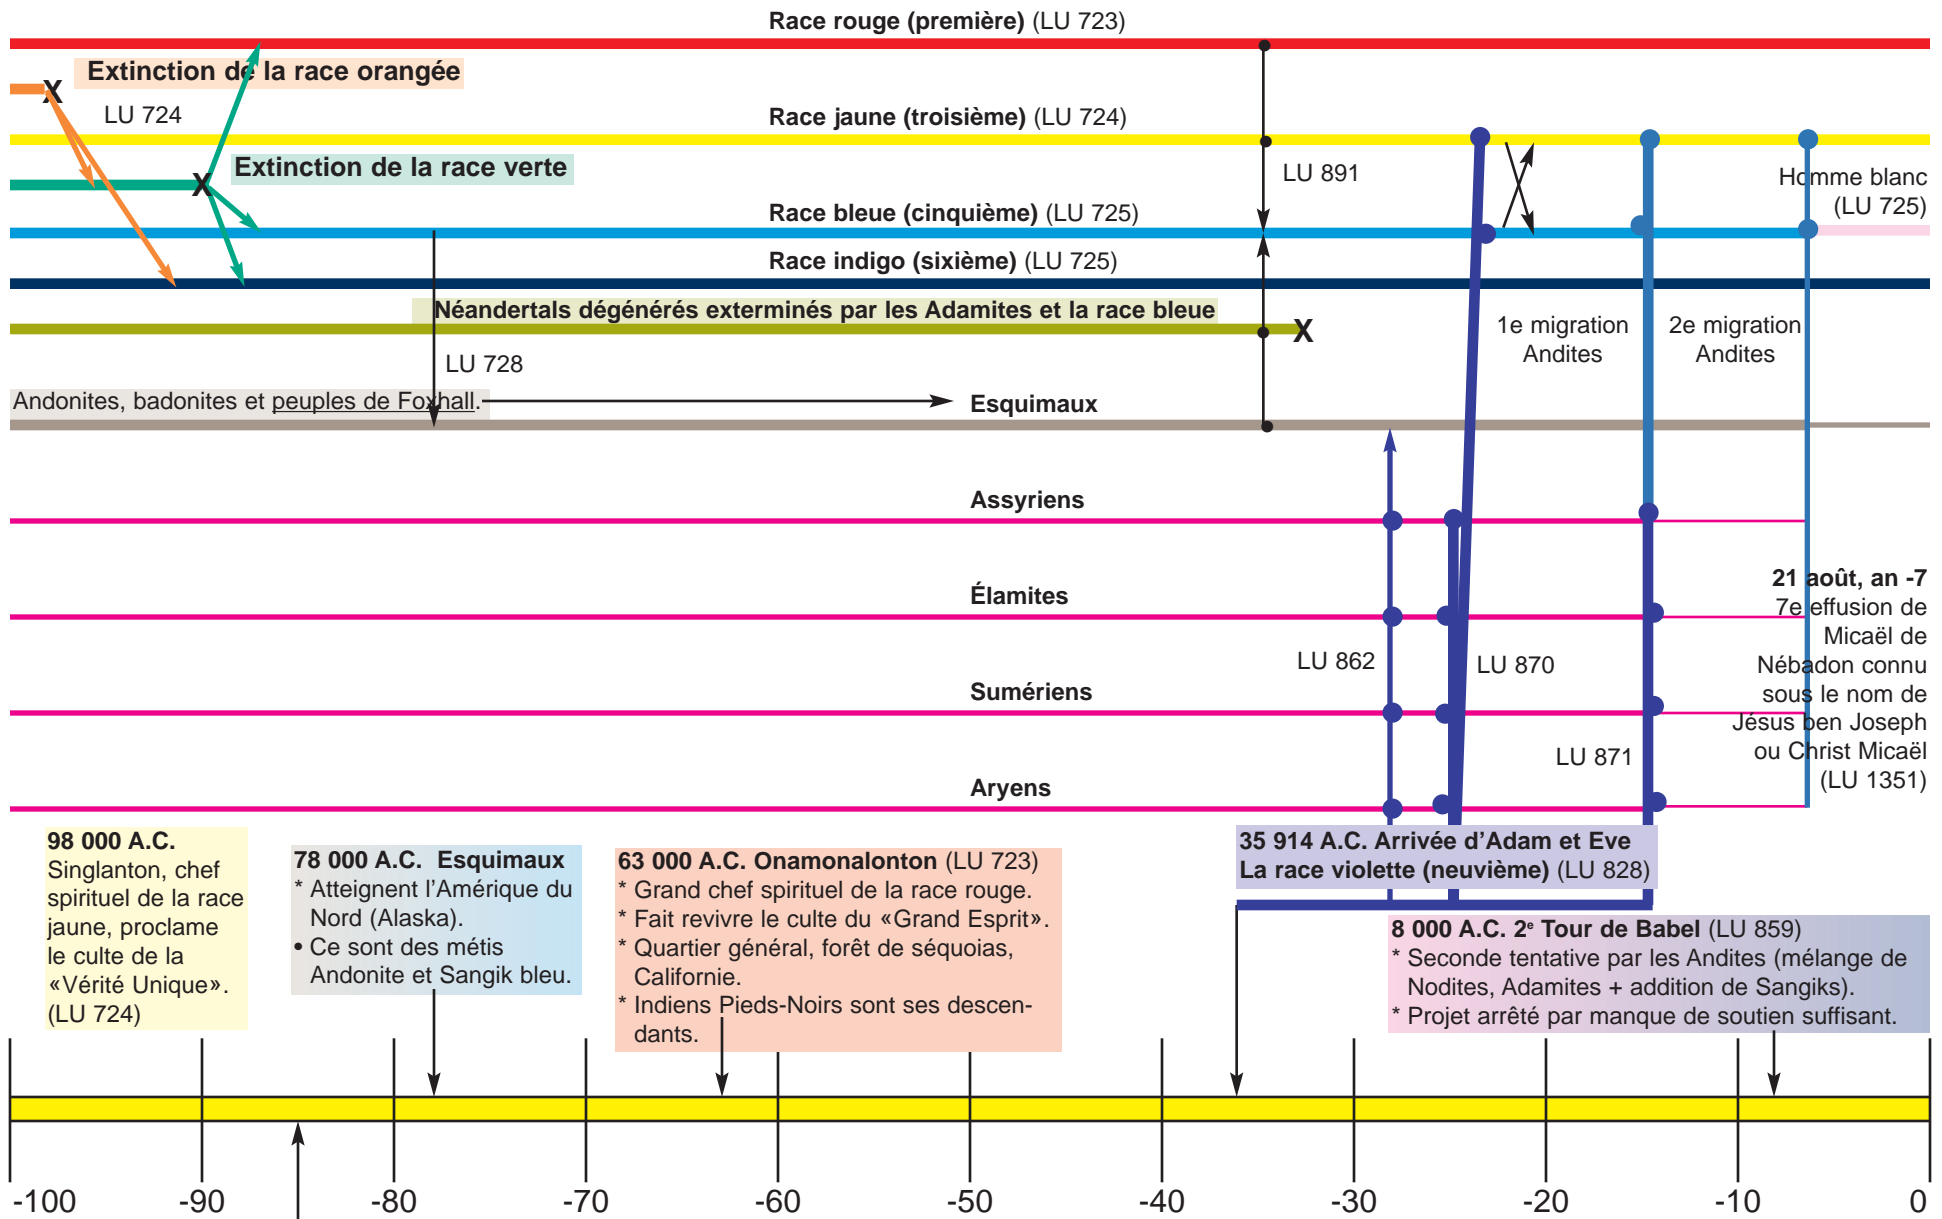 Race rouge (première) (LU 723)
Extinction de la race orangée
X
LU 724
Race jaune (troisième) (LU 724)
Extinction de la race verte
X
LU 891
Homme blanc
(LU 725)
Race bleue (cinquième) (LU 725)
Race indigo (sixième) (LU 725)
Néandertals dégénérés exterminés par les Adamites et la race bleue
X
1e migration
Andites
2e migration
Andites
LU 728
Andonites, badonites et peuples de Foxhall.
Esquimaux
Assyriens
Élamites
Sumériens
Aryens
LU 862
LU 870
LU 871
21 août, an -7
7e effusion de
Micaël de
Nébadon connu
sous le nom de
Jésus ben Joseph
ou Christ Micaël
(LU 1351)
98 000 A.C.
Singlanton, chef
spirituel de la race
jaune, proclame
le culte de la
«Vérité Unique».
(LU 724)
78 000 A.C. Esquimaux
* Atteignent l'Amérique du
Nord (Alaska).
• Ce sont des métis
Andonite et Sangik bleu.
63 000 A.C. Onamonalonton (LU 723)
* Grand chef spirituel de la race rouge.
* Fait revivre le culte du «Grand Esprit».
* Quartier général, forêt de séquoias,
Californie.
* Indiens Pieds-Noirs sont ses descen-
dants.
35 914 A.C. Arrivée d'Adam et Eve
La race violette (neuvième) (LU 828)
8 000 A.C. 2e Tour de Babel (LU 859)
* Seconde tentative par les Andites (mélange de
Nodites, Adamites + addition de Sangiks).
* Projet arrêté par manque de soutien suffisant.
-100 -90 -80 -70 -60 -50 -40 -30 -20 -10 0